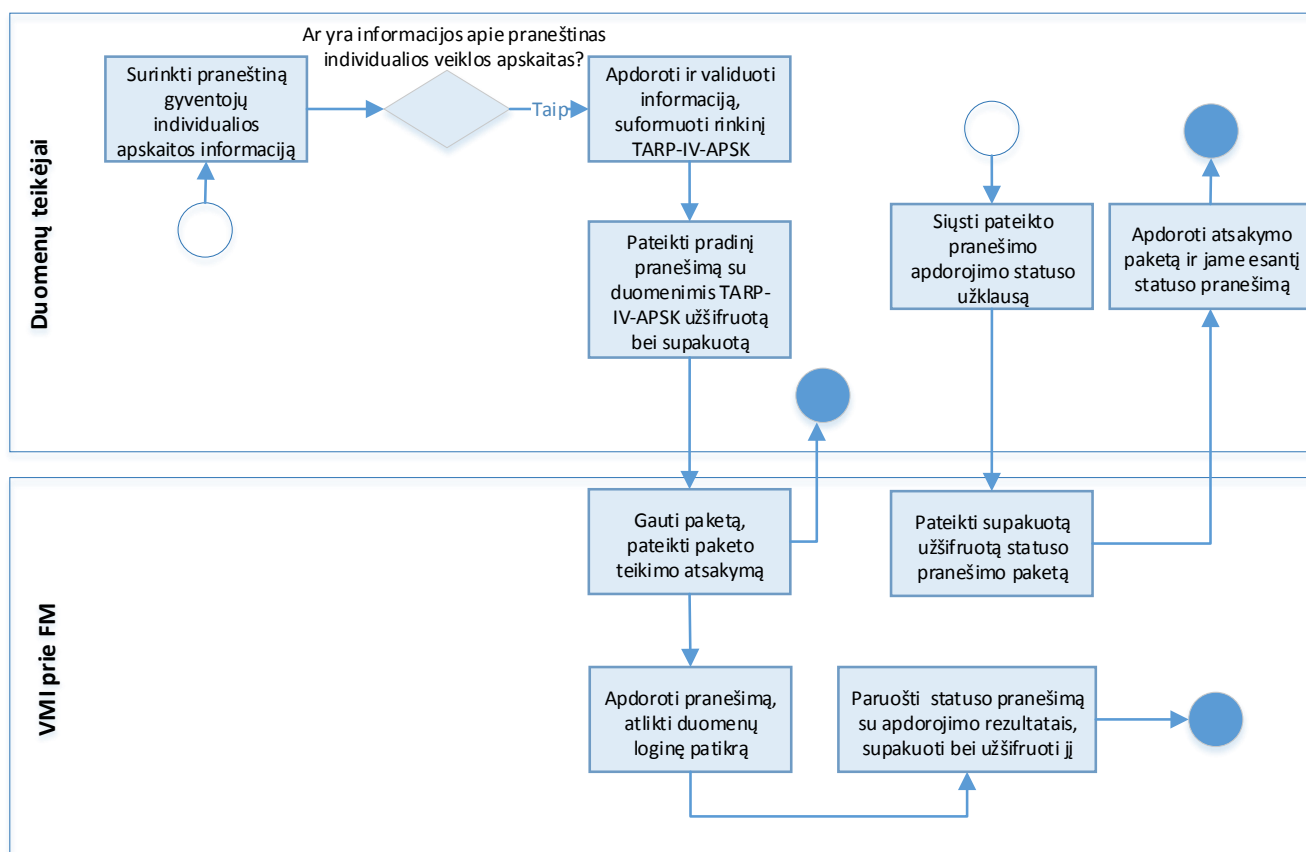 Duomenų teikėjai
Surinkti praneštiną
gyventojų
individualios
apskaitos informaciją
Ar yra informacijos apie praneštinas
individualios veiklos apskaitas?
Taip
Apdoroti ir validuoti
informaciją,
suformuoti rinkinį
TARP-IV-APSK
Pateikti pradinį
pranešimą su
duomenimis TARP-
IV-APSK užšifruotą
bei supakuotą
Siųsti pateikto
pranešimo
apdorojimo statuso
užklausą
Apdoroti atsakymo
paketą ir jame esantį
statuso pranešimą
VMI prie FM
Gauti paketą,
pateikti paketo
teikimo atsakymą
Pateikti supakuotą
užšifruotą statuso
pranešimo paketą
Apdoroti pranešimą,
atlikti duomenų
loginę patikrą
Paruošti statuso pranešimą
su apdorojimo rezultatais,
supakuoti bei užšifruoti jį